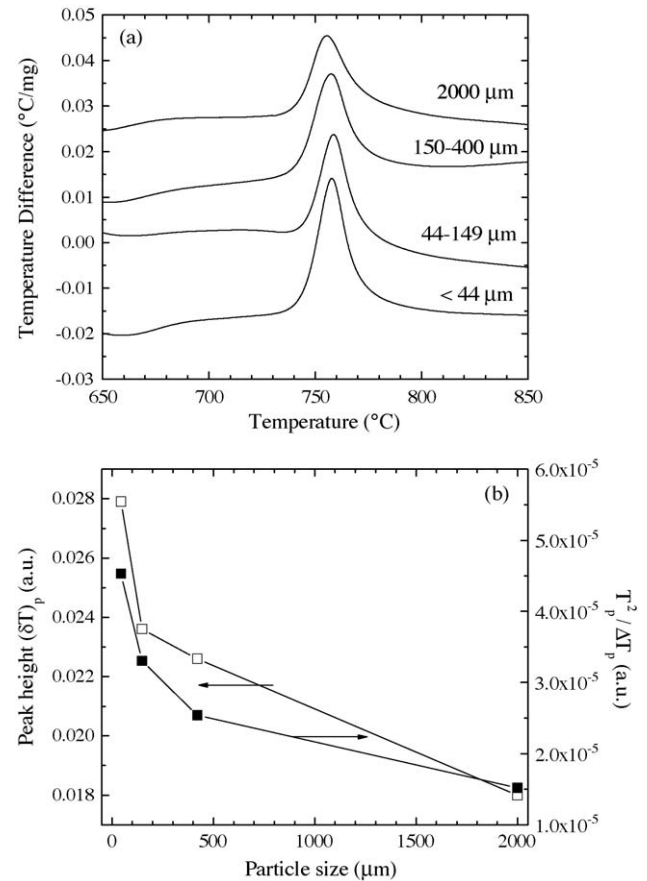 (a)
0.05
0.04
0.03
0.02
0.01
0.00
-0.01
-0.02
-0.03
Temperature Difference (°C/mg)
2000 μm
150-400 μm
44-149 μm
< 44 μm
650 700 750 800 850
Temperature (°C)
(b)
0.028
0.026
0.024
0.022
0.020
0.018
Peak height (δT)p (a.u.)
6.0x10-5
5.0x10-5
4.0x10-5
3.0x10-5
2.0x10-5
1.0x10-5
Tp2 / ΔTp (a.u.)
0 500 1000 1500 2000
Particle size (μm)